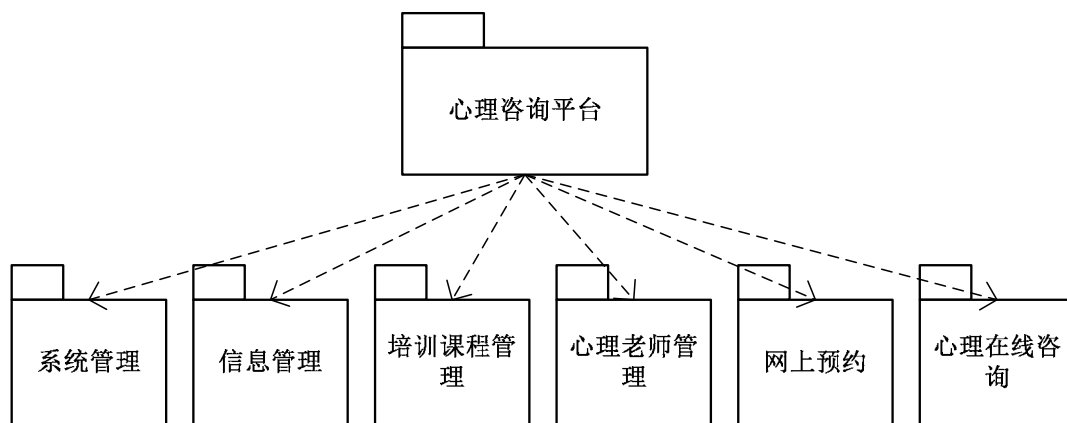 心理咨询平台
系统管理
信息管理
培训课程管
理
心理老师管
理
网上预约
心理在线咨
询